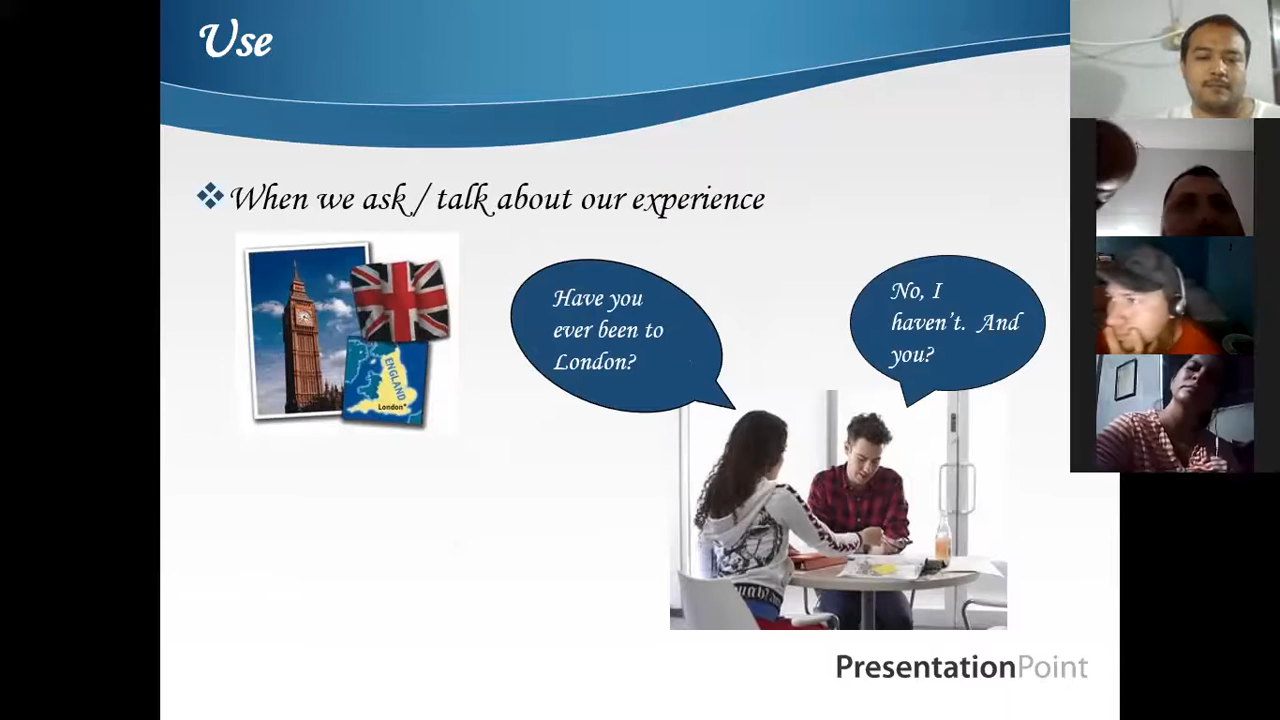 Use
When we ask / talk about our experience
ENGLAND
London
Have you
ever been to
London?
No, I
haven't. And
you?
PresentationPoint